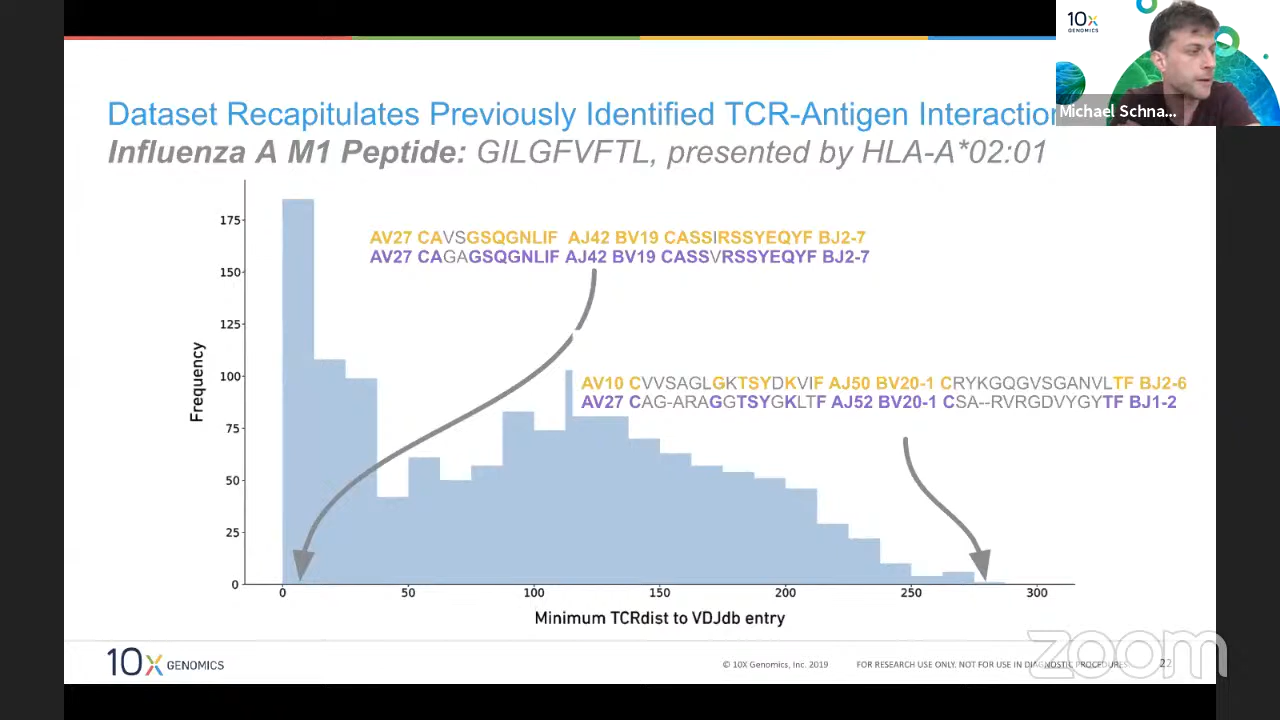 10x
GENOMICS
Michael Schna...
Dataset Recapitulates Previously Identified TCR-Antigen Interaction
Influenza A M1 Peptide: GILGFVFTL, presented by HLA-A*02:01
AV27 CAVSGSQGNLIF AJ42 BV19 CASSIRSSYEQYF BJ2-7
AV27 CAGAGSQGNLIF AJ42 BV19 CASSVRSSYEQYF BJ2-7
AV10 CVVSAGLGKTSYDKVIF AJ50 BV20-1 CRYKGQGVSGANVLTF BJ2-6
AV27 CAG-ARAGGTSYGKLTF AJ52 BV20-1 CSA--RVRGDVYGYTF BJ1-2
Frequency
175
150
125
100
75
50
25
0
0 50 100 150 200 250 300
Minimum TCRdist to VDJdb entry
10x GENOMICS
© 10X Genomics, Inc. 2019 FOR RESEARCH USE ONLY. NOT FOR USE IN DIAGNOSTIC PROCEDURES 22
zoom